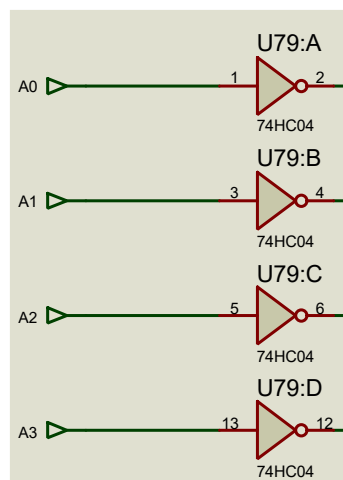 U79:A
A0 1 2
74HC04
U79:B
A1 3 4
74HC04
U79:C
A2 5 6
74HC04
U79:D
A3 13 12
74HC04